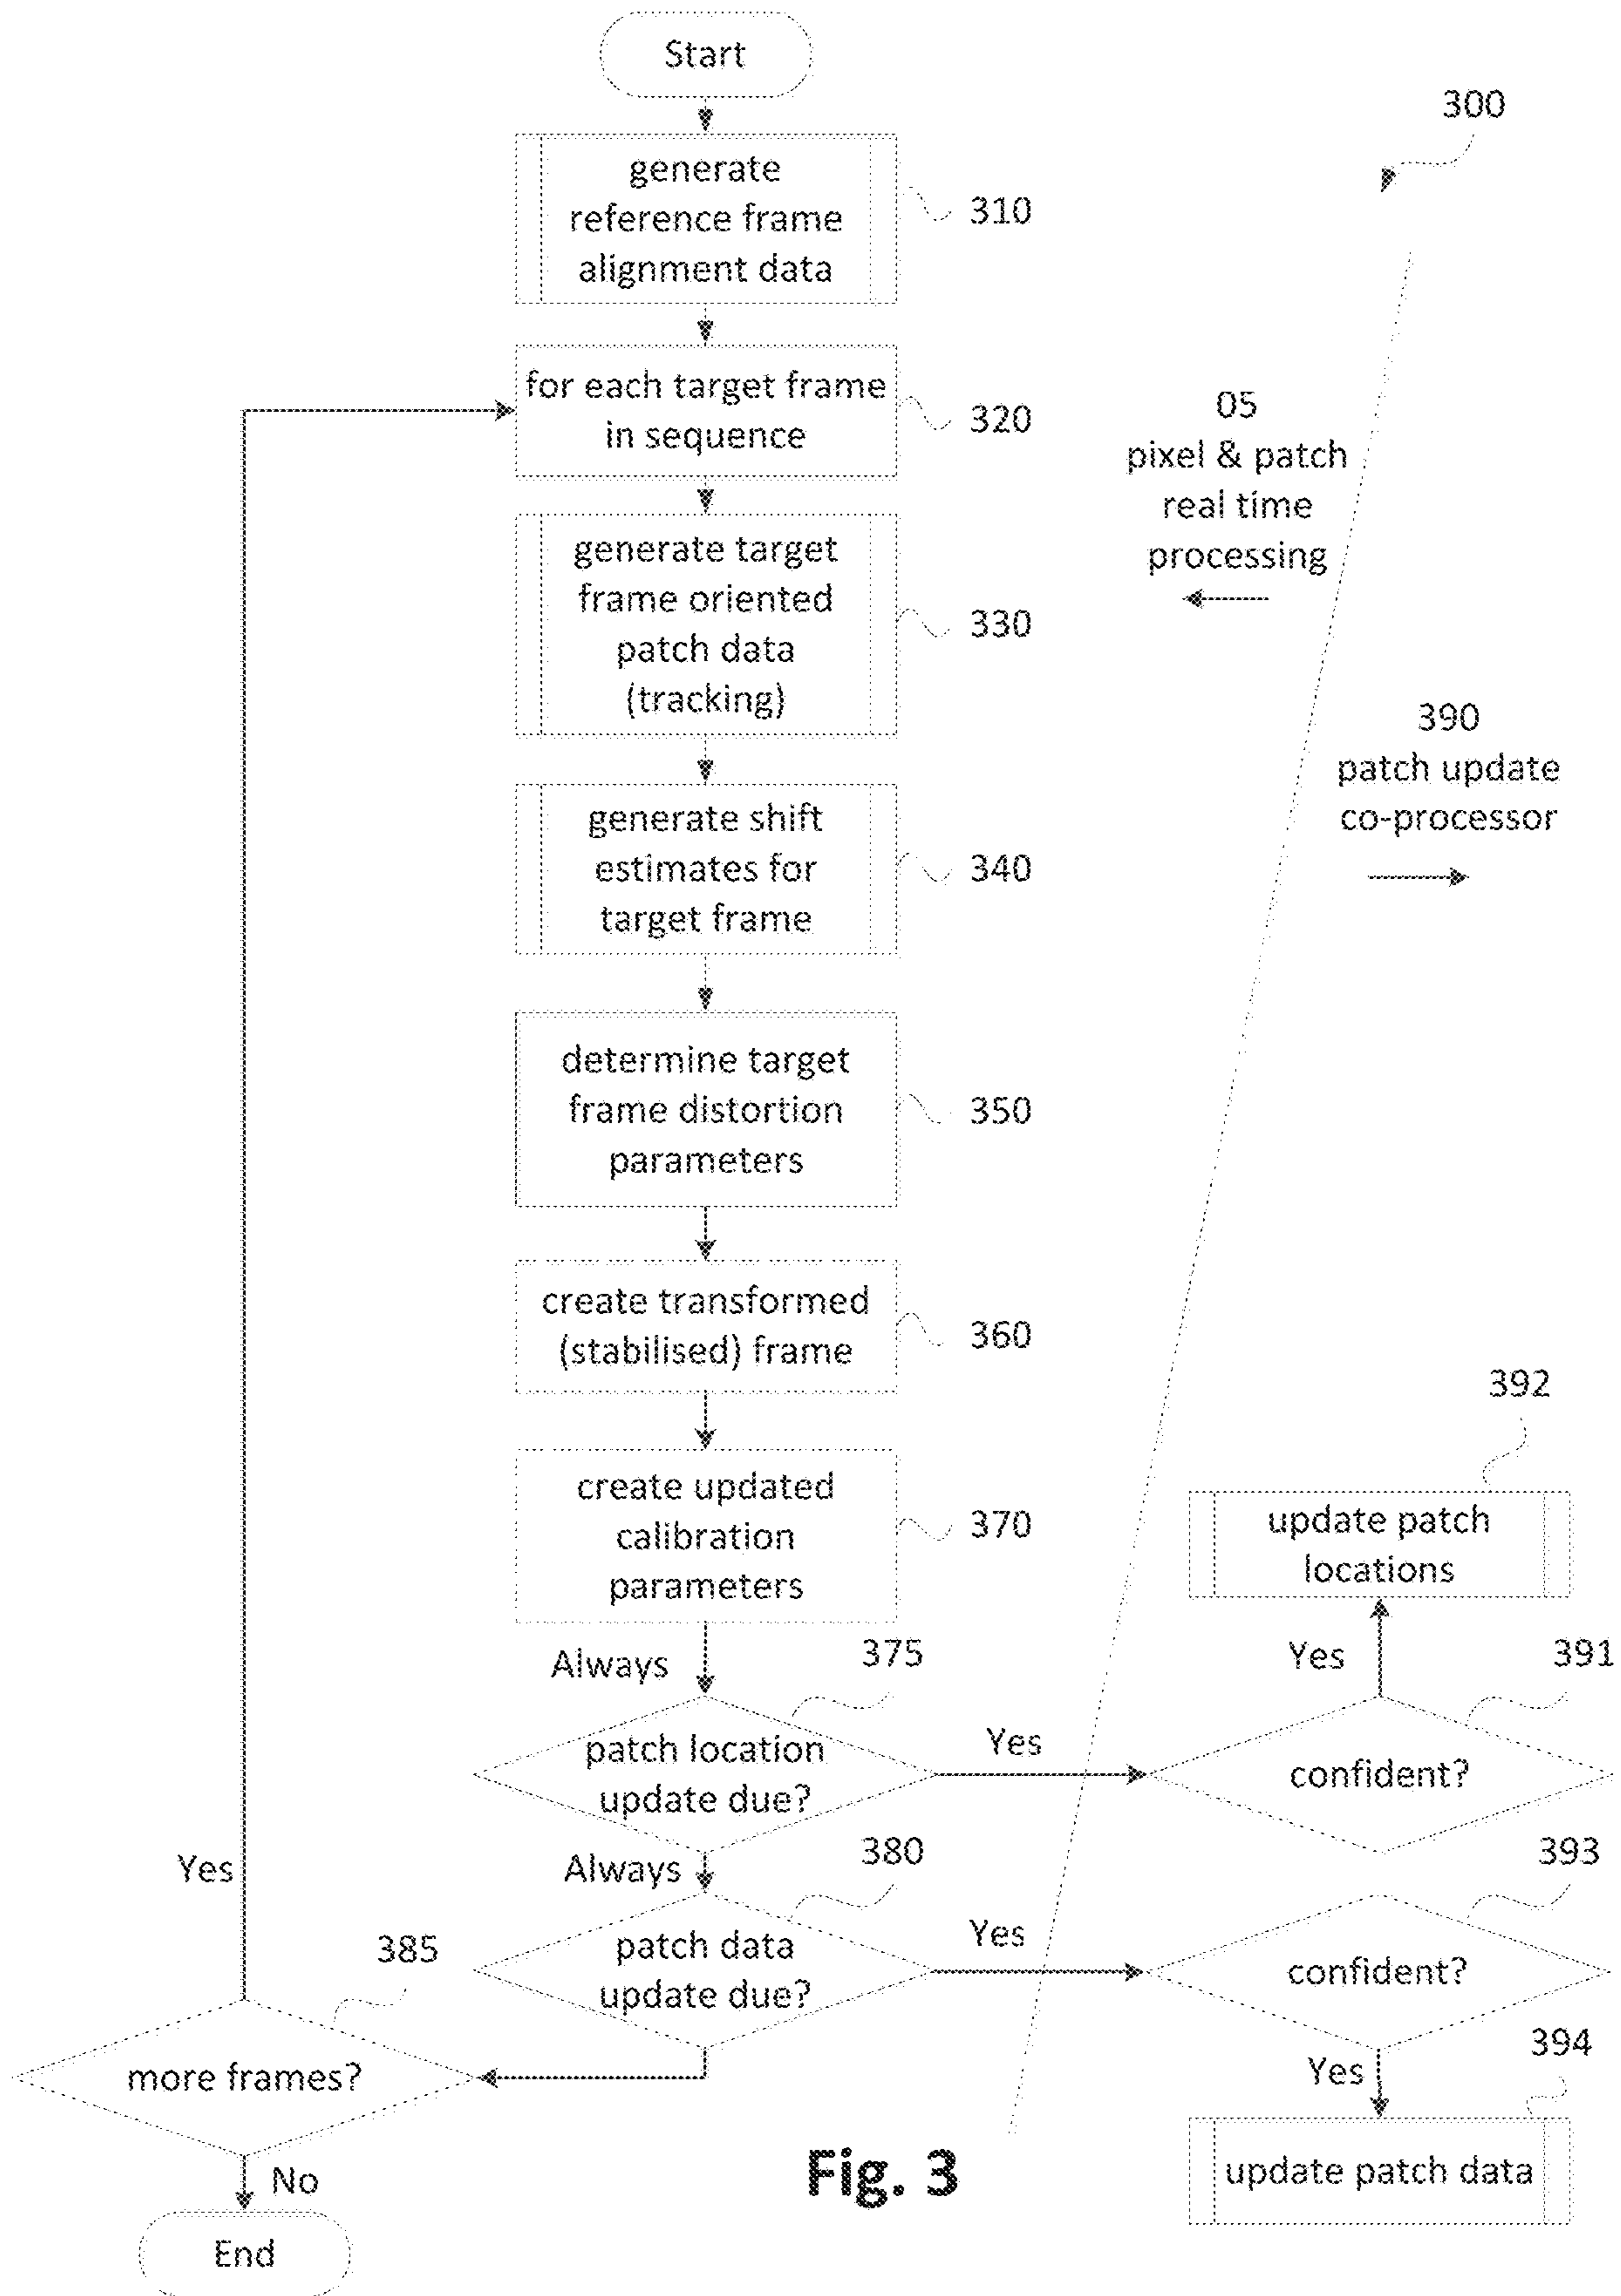 Start
300
generate
reference frame
alignment data
310
for each target frame
in sequence
320
05
pixel & patch
real time
processing
generate target
frame oriented
patch data
(tracking)
330
390
patch update
co-processor
generate shift
estimates for
target frame
340
determine target
frame distortion
parameters
350
create transformed
(stabilised) frame
360
392
create updated
calibration
parameters
370
update patch
locations
Always
375
Yes
391
patch location
update due?
Yes
confident?
Yes
Always
380
393
385
patch data
update due?
Yes
confident?
394
more frames?
Yes
No
Fig. 3
update patch data
End